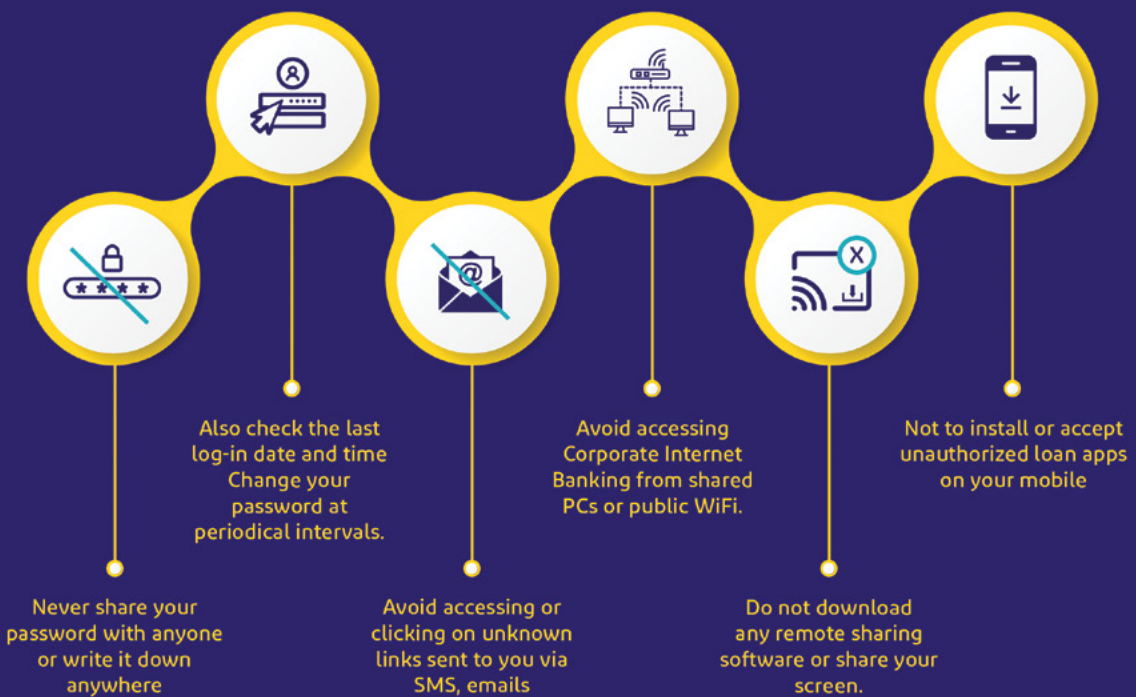 Never share your
password with anyone
or write it down
anywhere
Also check the last
log-in date and time
Change your
password at
periodical intervals.
Avoid accessing or
clicking on unknown
links sent to you via
SMS, emails
Avoid accessing
Corporate Internet
Banking from shared
PCs or public WiFi.
Do not download
any remote sharing
software or share your
screen.
Not to install or accept
unauthorized loan apps
on your mobile